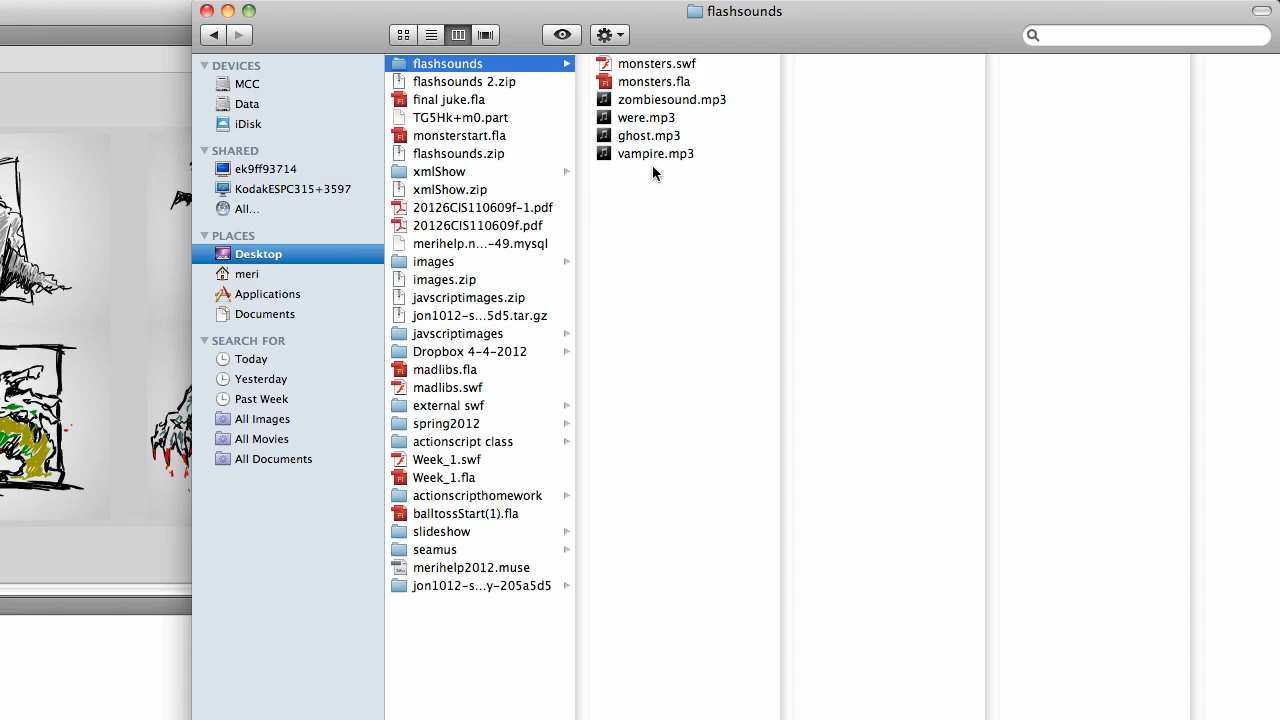 flashsounds
DEVICES
MCC
Data
iDisk
SHARED
ek9ff93714
KodakESPC315+3597
All...
PLACES
Desktop
meri
Applications
Documents
SEARCH FOR
Today
Yesterday
Past Week
All Images
All Movies
All Documents
flashsounds
flashsounds 2.zip
final juke.fla
TG5Hk+m0.part
monsterstart.fla
flashsounds.zip
xmlShow
xmlShow.zip
20126CIS110609f-1.pdf
20126CIS110609f.pdf
merihelp.n...-49.mysql
images
images.zip
javscriptimages.zip
jon1012-s...5d5.tar.gz
javscriptimages
Dropbox 4-4-2012
madlibs.fla
madlibs.swf
external swf
spring2012
actionscript class
Week_1.swf
Week_1.fla
actionscripthomework
balltossStart(1).fla
slideshow
seamus
merihelp2012.muse
jon1012-s...y-205a5d5
monsters.swf
monsters.fla
zombiesound.mp3
were.mp3
ghost.mp3
vampire.mp3